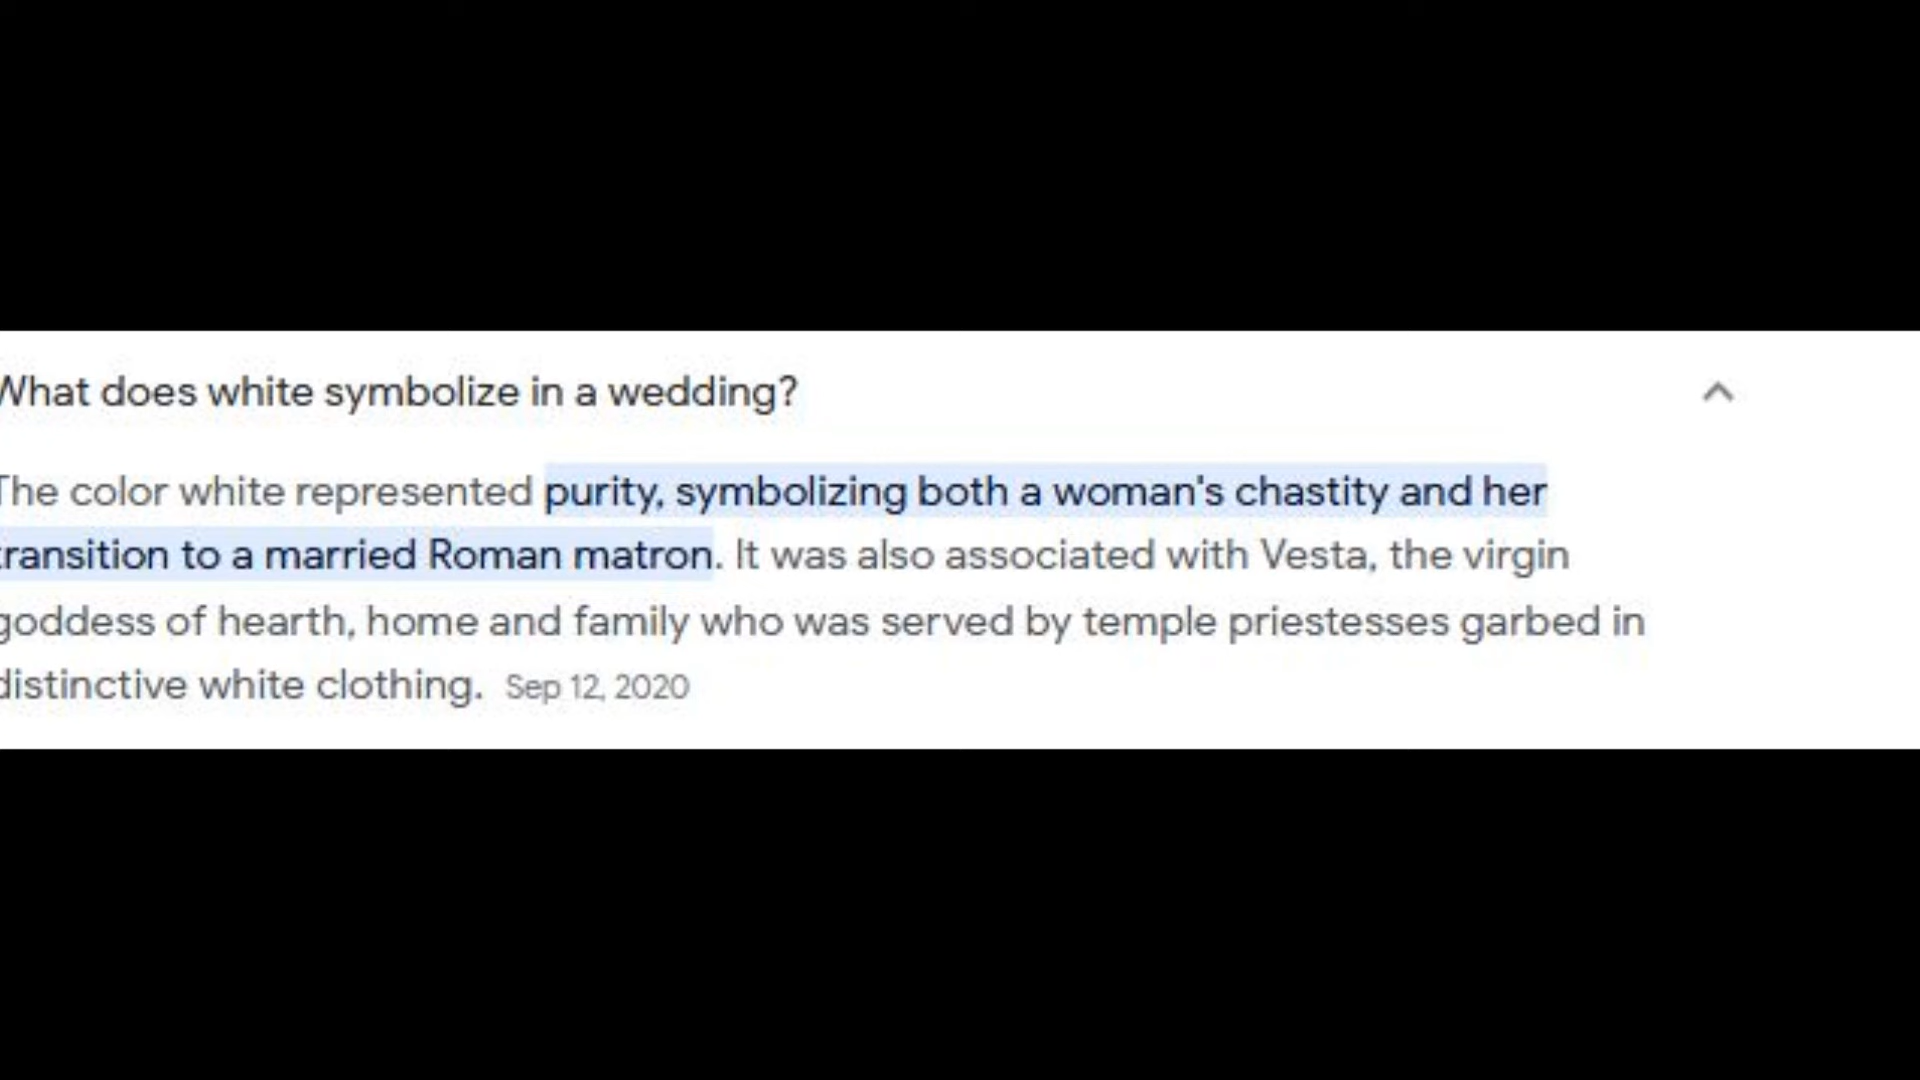 What does white symbolize in a wedding?
The color white represented purity, symbolizing both a woman's chastity and her
transition to a married Roman matron. It was also associated with Vesta, the virgin
goddess of hearth, home and family who was served by temple priestesses garbed in
distinctive white clothing. Sep 12, 2020